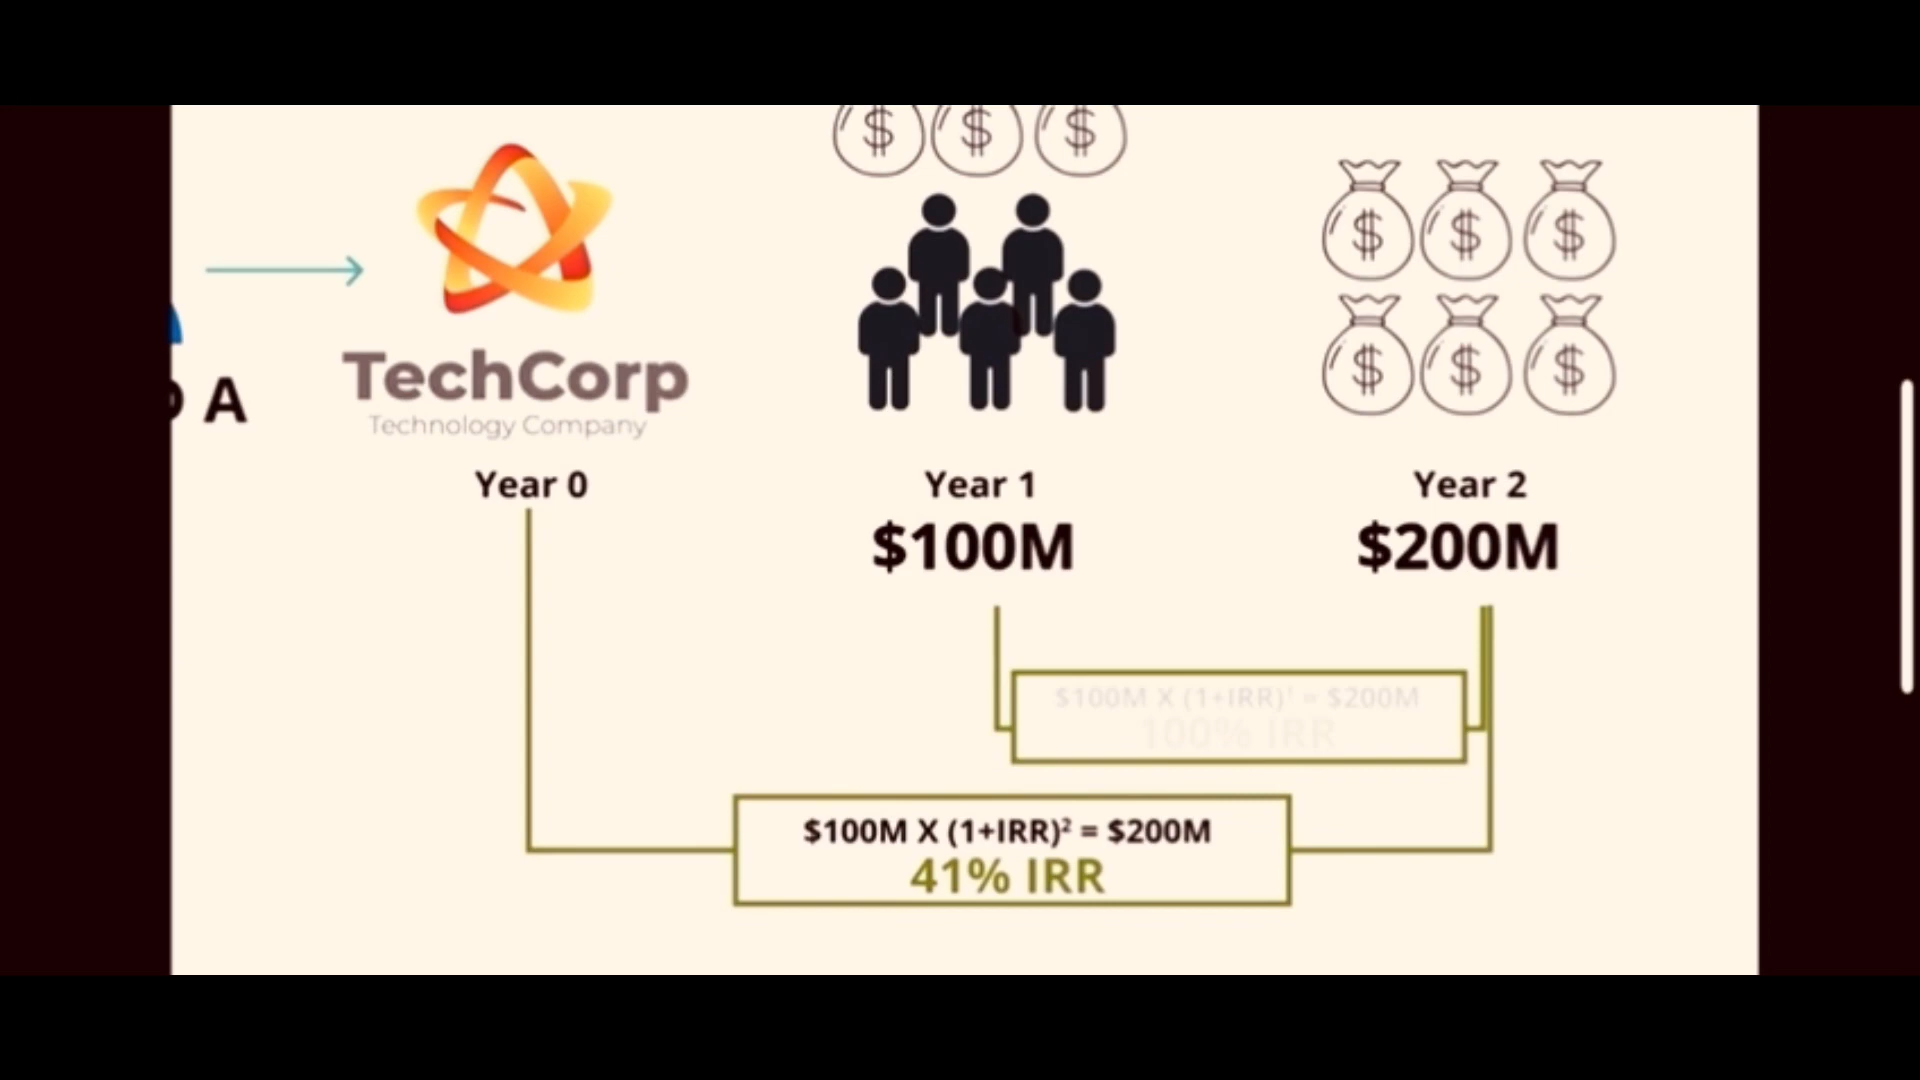 A
TechCorp
Technology Company
Year 0
Year 1
Year 2
$100M
$200M
$100M X (1+IRR)¹ = $200M
100% IRR
$100M X (1+IRR)² = $200M
41% IRR